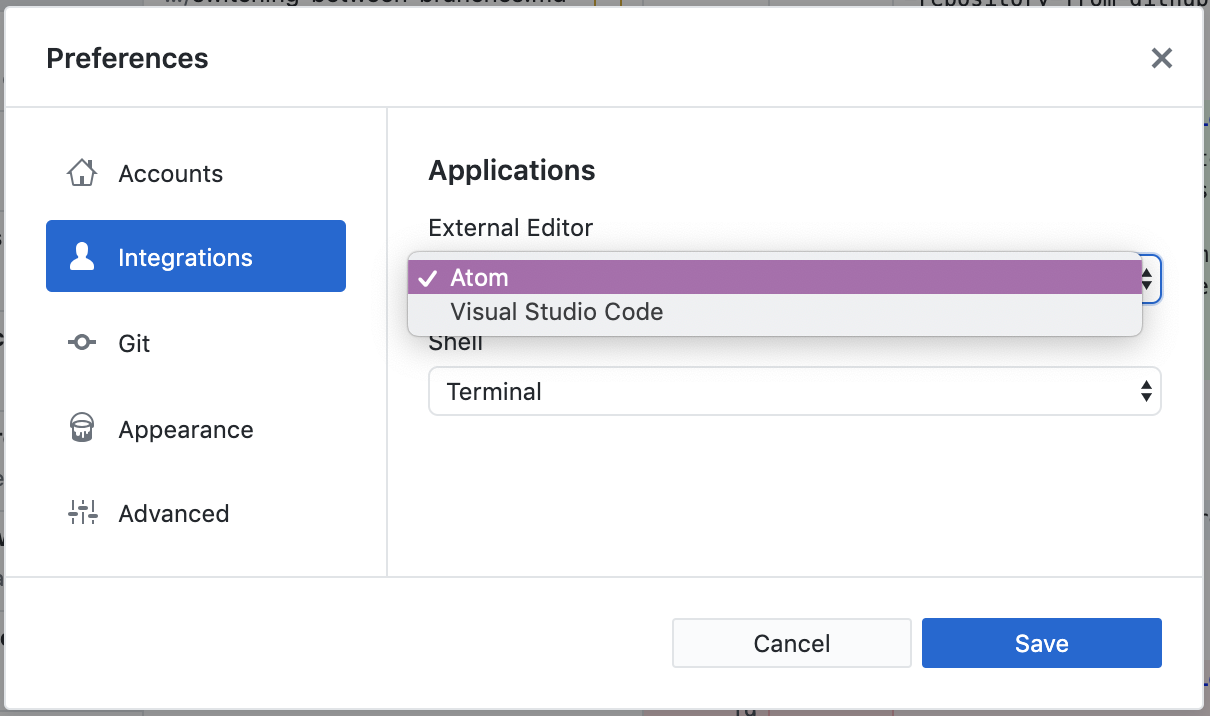 Preferences
Accounts
Integrations
Git
Appearance
Advanced
Applications
External Editor
Atom
Visual Studio Code
Shell
Terminal
Cancel
Save